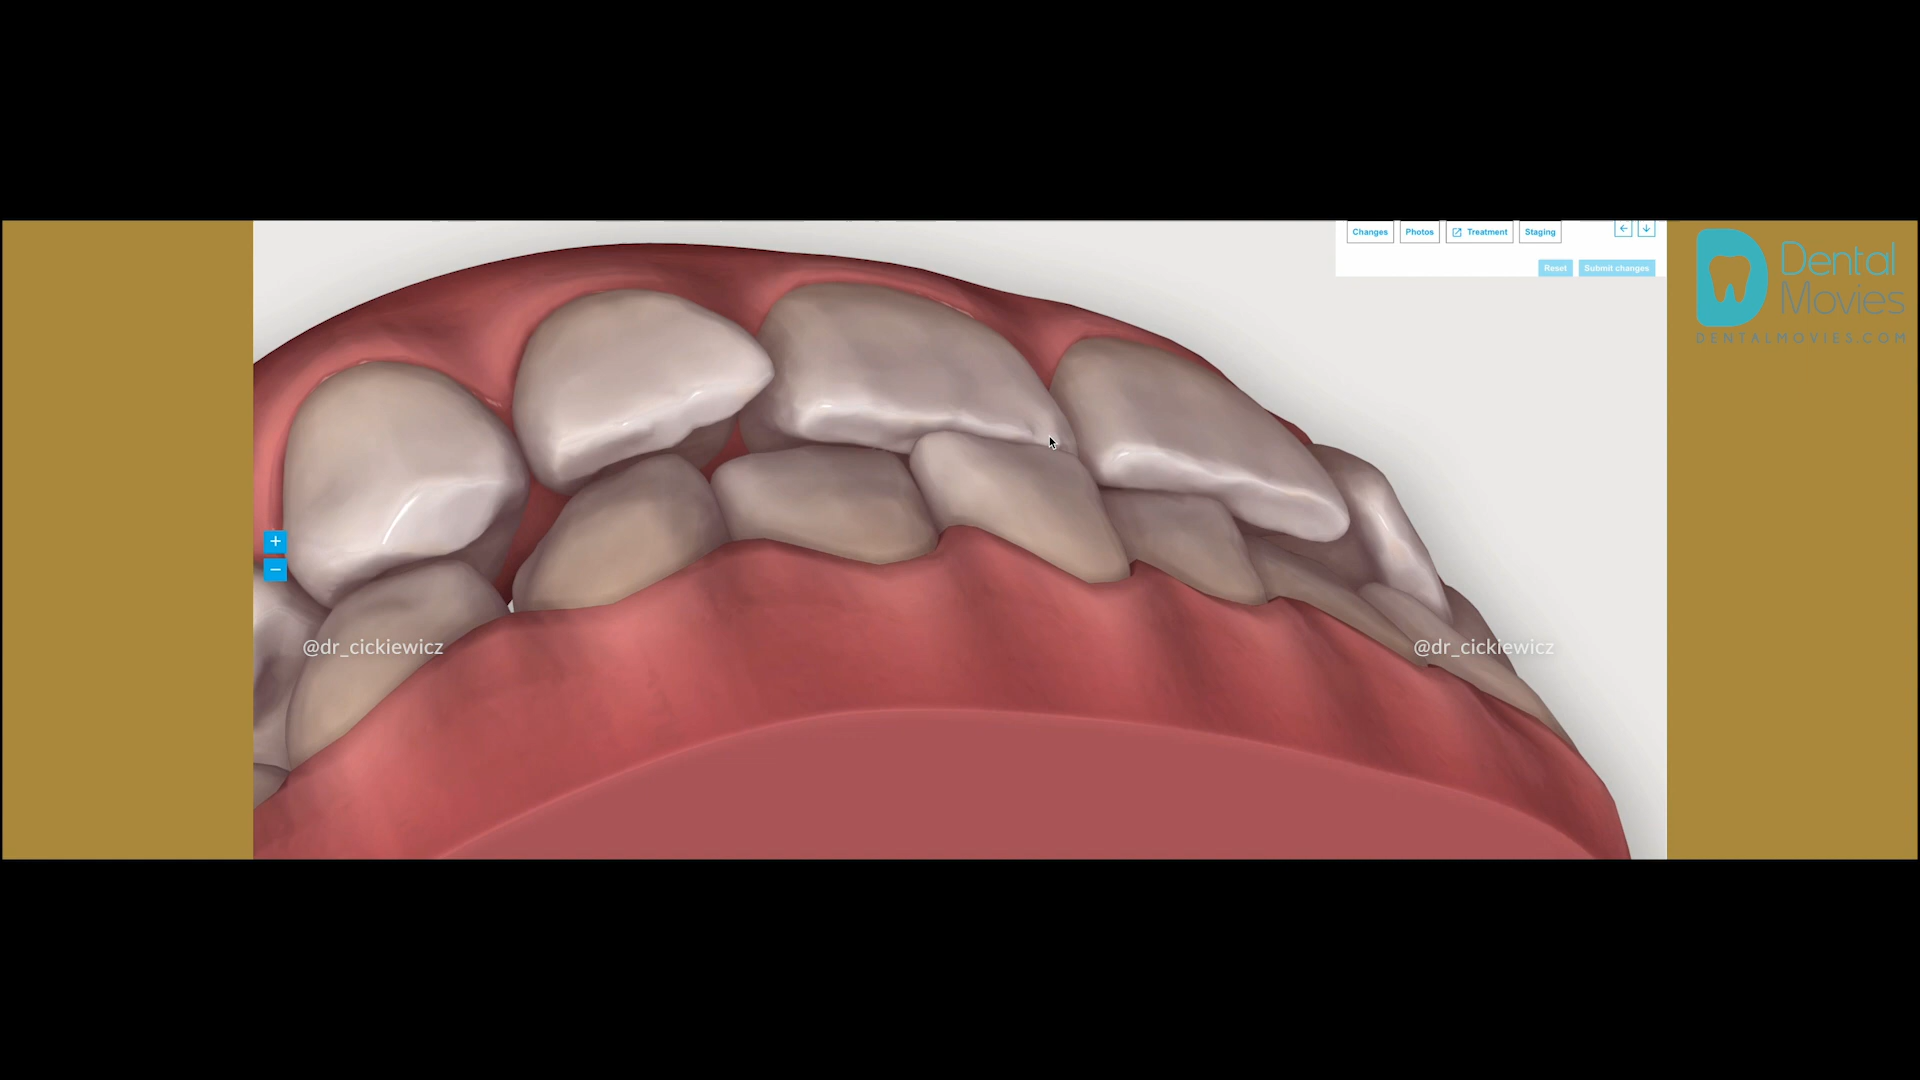 Changes
Photos
Treatment
Staging
Reset
Submit changes
Dental
Movies
DENTALMOVIES.COM
@dr_cickiewicz
@dr_cickiewicz